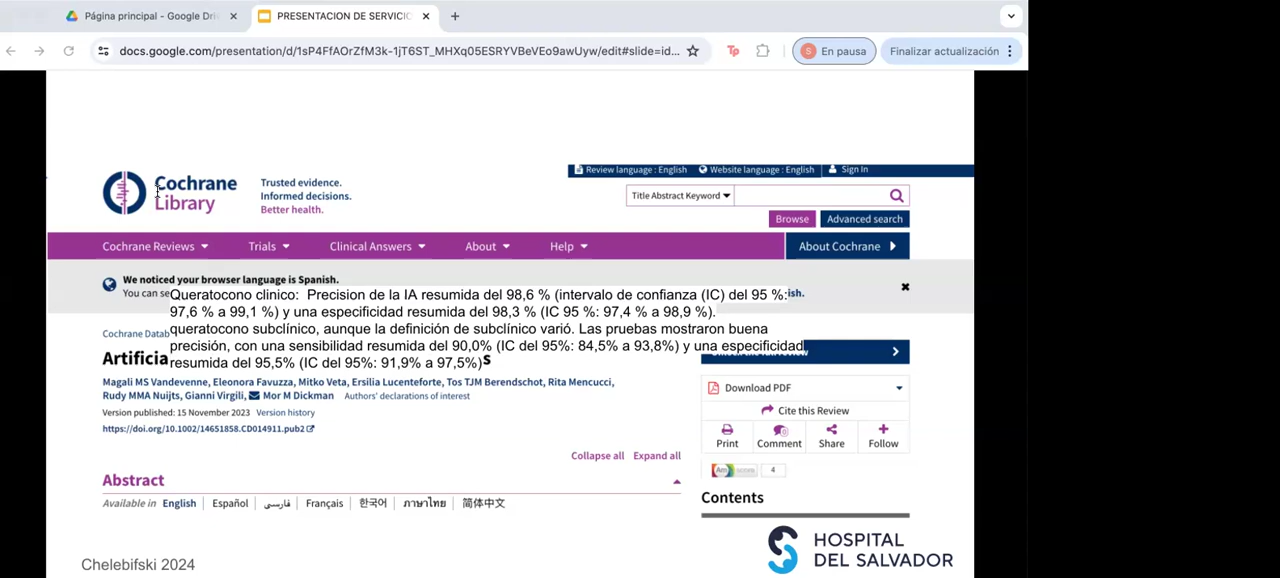 Página principal - Google Dri
PRESENTACION DE SERVICIO
docs.google.com/presentation/d/1sP4FfAOrZfM3k-1jT6ST_MHXq05ESRYVBeVEo9awUyw/edit#slide=id...
Tp
S En pausa
Finalizar actualización
Review language : English
Website language : English
Sign In
Cochrane
Library
Trusted evidence.
Informed decisions.
Better health.
Title Abstract Keyword
Browse
Advanced search
Cochrane Reviews
Trials
Clinical Answers
About
Help
About Cochrane
We noticed your browser language is Spanish.
You can se
ish.
Queratocono clinico: Precision de la IA resumida del 98,6 % (intervalo de confianza (IC) del 95 %:
97,6 % a 99,1 %) y una especificidad resumida del 98,3 % (IC 95 %: 97,4 % a 98,9 %).
queratocono subclínico, aunque la definición de subclínico varió. Las pruebas mostraron buena
precisión, con una sensibilidad resumida del 90,0% (IC del 95%: 84,5% a 93,8%) y una especificidad
resumida del 95,5% (IC del 95%: 91,9% a 97,5%)
Cochrane Datab
Artificia
s
Magali MS Vandevenne, Eleonora Favuzza, Mitko Veta, Ersilia Lucenteforte, Tos TJM Berendschot, Rita Mencucci,
Rudy MMA Nuijts, Gianni Virgili, Mor M Dickman Authors' declarations of interest
Version published: 15 November 2023 Version history
https://doi.org/10.1002/14651858.CD014911.pub2
Download PDF
Cite this Review
Print
Comment
Share
Follow
Am score 4
Collapse all Expand all
Abstract
Available in English Español فارسی Français 한국어 ภาษาไทย 简体中文
Contents
Chelebifski 2024
HOSPITAL
DEL SALVADOR